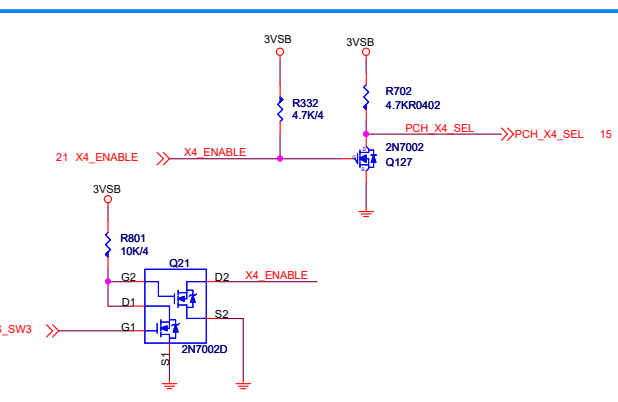 3VSB
3VSB
R332
4.7K/4
R702
4.7KR0402
PCH_X4_SEL
PCH_X4_SEL 15
21 X4_ENABLE
X4_ENABLE
2N7002
Q127
3VSB
R801
10K/4
Q21
G2
D2
X4_ENABLE
D1
S2
_SW3
G1
2N7002D
S1